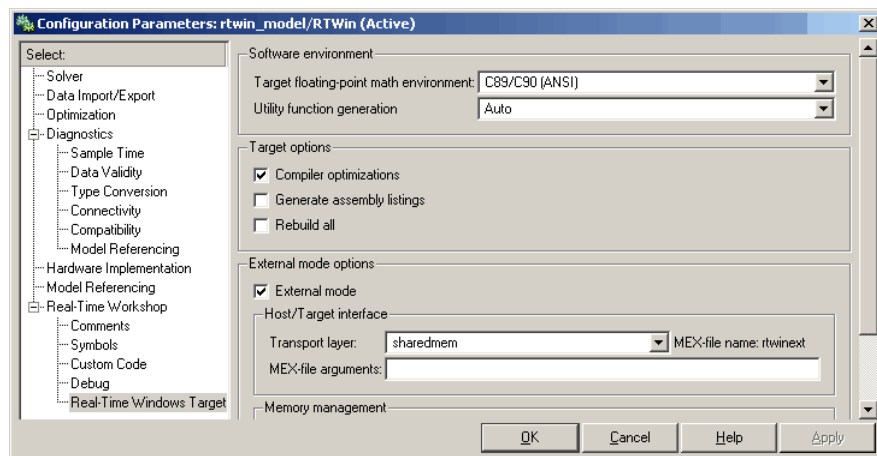 Configuration Parameters: rtwin_model/RTWin (Active)
Select:
Solver
Data Import/Export
Optimization
Diagnostics
Sample Time
Data Validity
Type Conversion
Connectivity
Compatibility
Model Referencing
Hardware Implementation
Model Referencing
Real-Time Workshop
Comments
Symbols
Custom Code
Debug
Real-Time Windows Target
Software environment
Target floating-point math environment: C89/C90 (ANSI)
Utility function generation Auto
Target options
Compiler optimizations
Generate assembly listings
Rebuild all
External mode options
External mode
Host/Target interface
Transport layer: sharedmem MEX-file name: rtwinext
MEX-file arguments:
Memory management
OK Cancel Help Apply